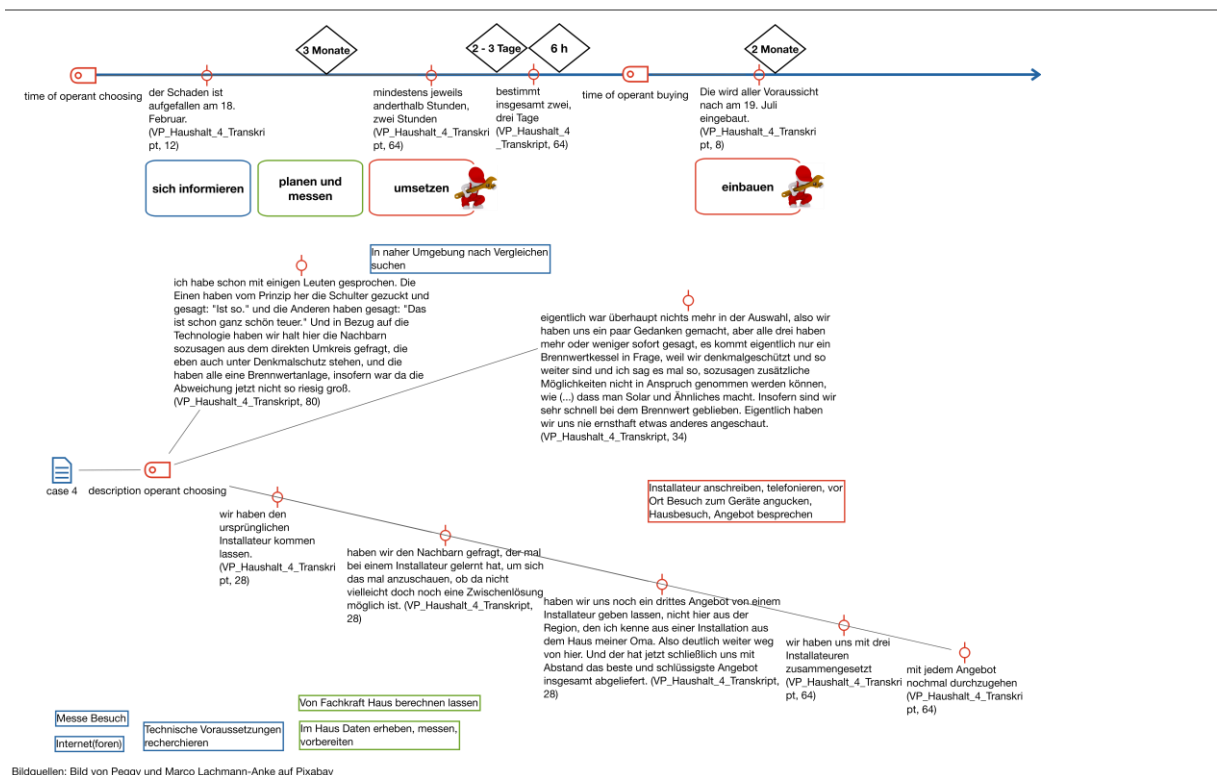 3 Monate
2 - 3 Tage
6 h
2 Monate
time of operant choosing
der Schaden ist
aufgefallen am 18.
Februar.
(VP_Haushalt_4_Transkri
pt, 12)
mindestens jeweils
anderthalb Stunden,
zwei Stunden
(VP_Haushalt_4_Transkri
pt, 64)
bestimmt
insgesamt zwei,
drei Tage
(VP_Haushalt_4
_Transkript, 64)
time of operant buying
Die wird aller Voraussicht
nach am 19. Juli
eingebaut.
(VP_Haushalt_4_Transkri
pt, 8)
sich informieren
planen und
messen
umsetzen
einbauen
In naher Umgebung nach Vergleichen
suchen
ich habe schon mit einigen Leuten gesprochen. Die
Einen haben vom Prinzip her die Schulter gezuckt und
gesagt: "Ist so." und die Anderen haben gesagt: "Das
ist schon ganz schön teuer." Und in Bezug auf die
Technologie haben wir halt hier die Nachbarn
sozusagen aus dem direkten Umkreis gefragt, die
eben auch unter Denkmalschutz stehen, und die
haben alle eine Brennwertanlage, insofern war da die
Abweichung jetzt nicht so riesig groß.
(VP_Haushalt_4_Transkript, 80)
eigentlich war überhaupt nichts mehr in der Auswahl, also wir
haben uns ein paar Gedanken gemacht, aber alle drei haben
mehr oder weniger sofort gesagt, es kommt eigentlich nur ein
Brennwertkessel in Frage, weil wir denkmalgeschützt und so
weiter sind und ich sag es mal so, sozusagen zusätzliche
Möglichkeiten nicht in Anspruch genommen werden können,
wie (...) dass man Solar und Ähnliches macht. Insofern sind wir
sehr schnell bei dem Brennwert geblieben. Eigentlich haben
wir uns nie ernsthaft etwas anderes angeschaut.
(VP_Haushalt_4_Transkript, 34)
case 4
description operant choosing
Installateur anschreiben, telefonieren, vor
Ort Besuch zum Geräte angucken,
Hausbesuch, Angebot besprechen
wir haben den
ursprünglichen
Installateur kommen
lassen.
(VP_Haushalt_4_Transkri
pt, 28)
haben wir den Nachbarn gefragt, der mal
bei einem Installateur gelernt hat, um sich
das mal anzuschauen, ob da nicht
vielleicht doch noch eine Zwischenlösung
möglich ist. (VP_Haushalt_4_Transkript,
28)
haben wir uns noch ein drittes Angebot von einem
Installateur geben lassen, nicht hier aus der
Region, den ich kenne aus einer Installation aus
dem Haus meiner Oma. Also deutlich weiter weg
von hier. Und der hat jetzt schließlich uns mit
Abstand das beste und schlüssigste Angebot
insgesamt abgeliefert. (VP_Haushalt_4_Transkript,
28)
wir haben uns mit drei
Installateuren
zusammengesetzt
(VP_Haushalt_4_Transkri
pt, 64)
mit jedem Angebot
nochmal durchzugehen
(VP_Haushalt_4_Transkri
pt, 64)
Messe Besuch
Internet(foren)
Technische Voraussetzungen
recherchieren
Von Fachkraft Haus berechnen lassen
Im Haus Daten erheben, messen,
vorbereiten
Bildquellen: Bild von Peggy und Marco Lachmann-Anke auf Pixabay